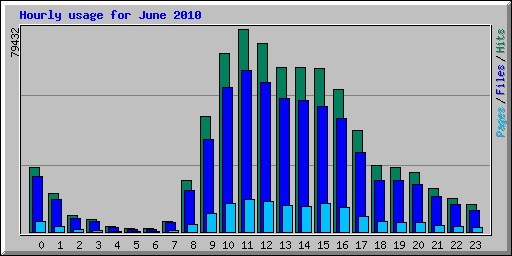 Hourly usage for June 2010
79432
Pages/Files/Hits
0 1 2 3 4 5 6 7 8 9 10 11 12 13 14 15 16 17 18 19 20 21 22 23